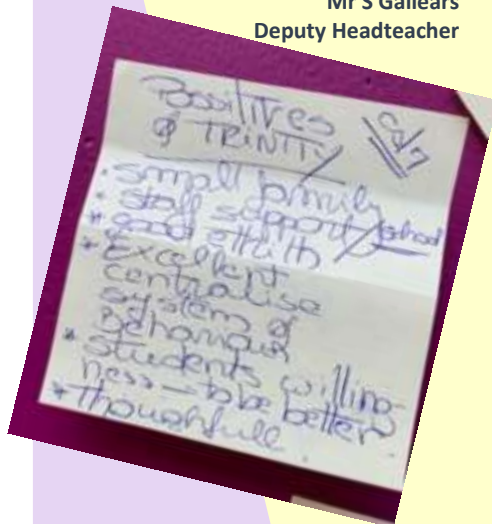 Mr S Gallears
Deputy Headteacher
Possitives
@ TRINITY
• small family
• staff support / school
* good ethith
* Excellent
centralise
system of
Behaviour
* students willing-
ness - to be better
* thoughtfull